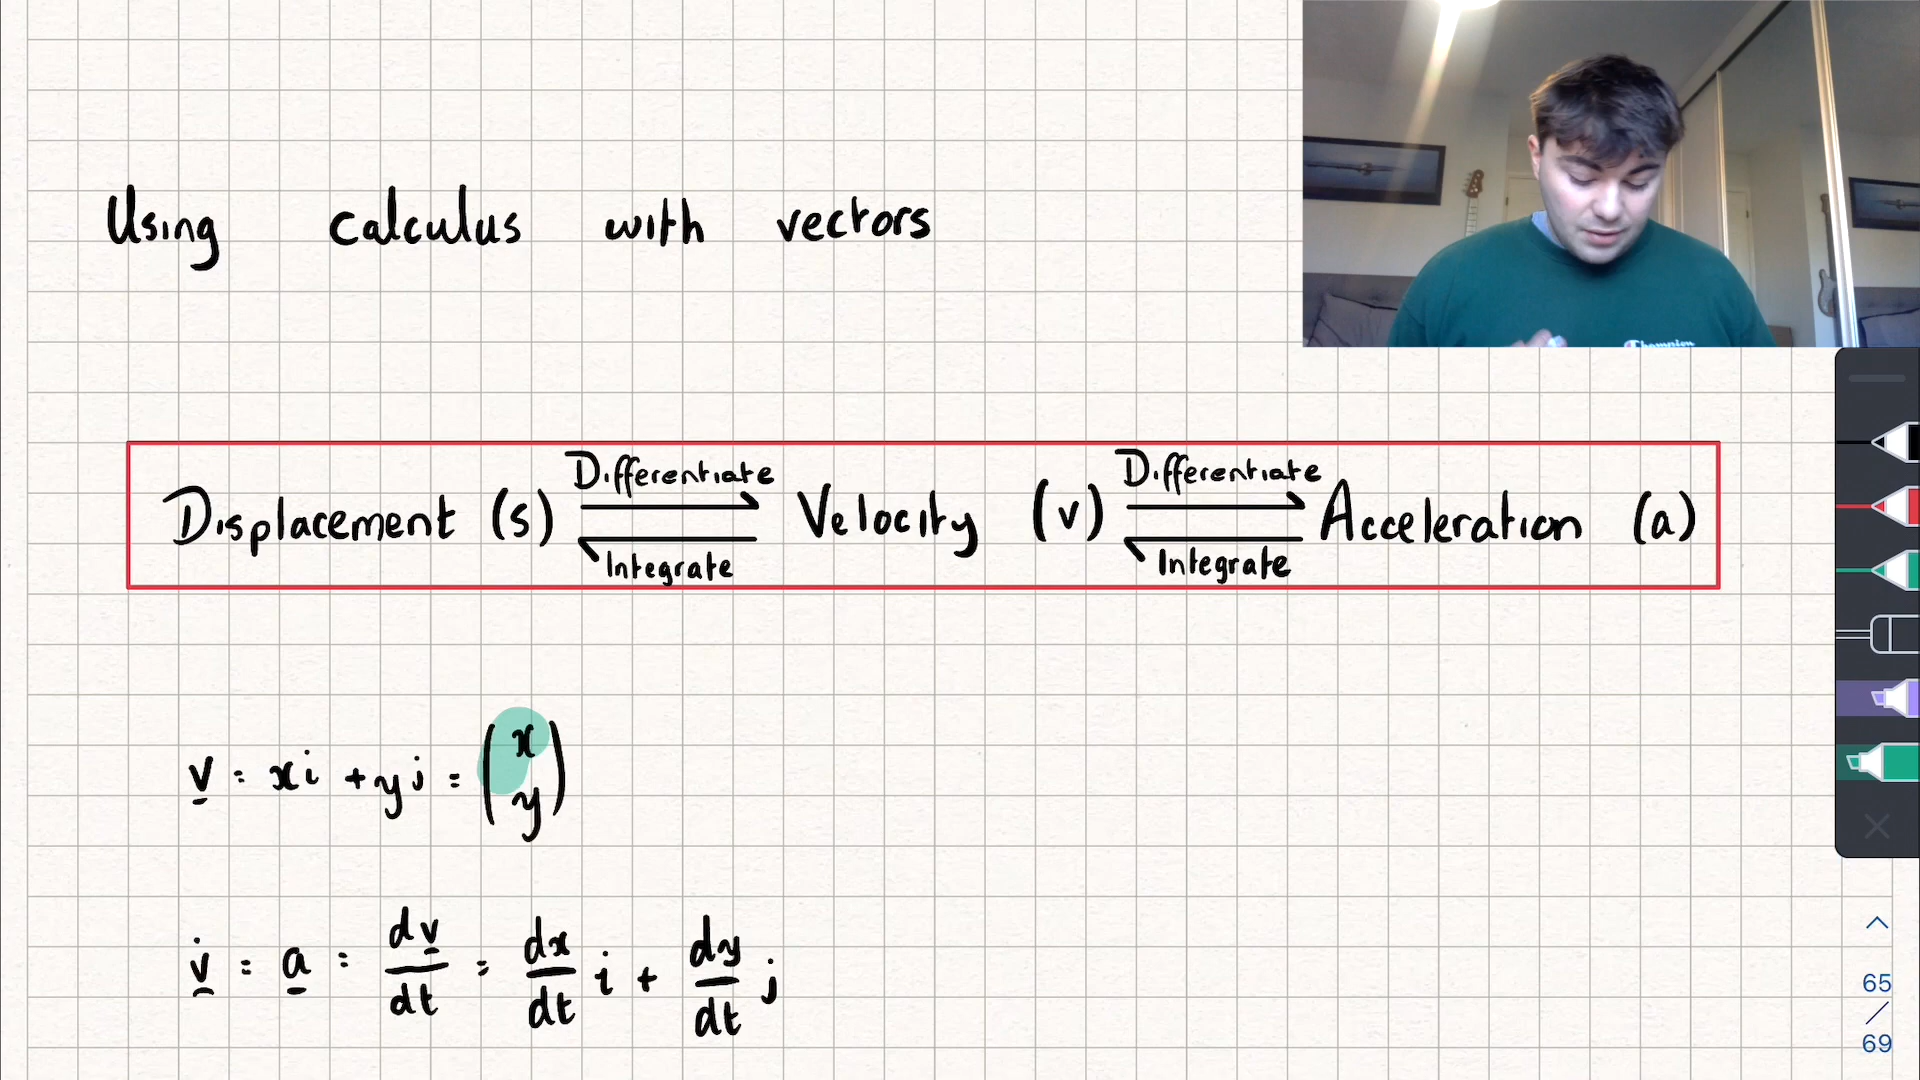 Using calculus with vectors
Champion
Differentiate Differentiate
Displacement (s) Velocity (v) Acceleration (a)
Integrate Integrate
v = xi + yj = (x y)
v̇ = a = dv/dt = dx/dt i + dy/dt j
65
/
69